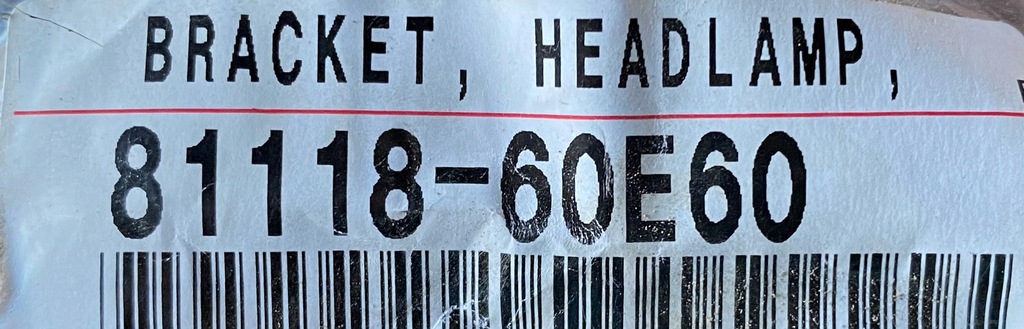 BRACKET, HEADLAMP,
81118-60E60